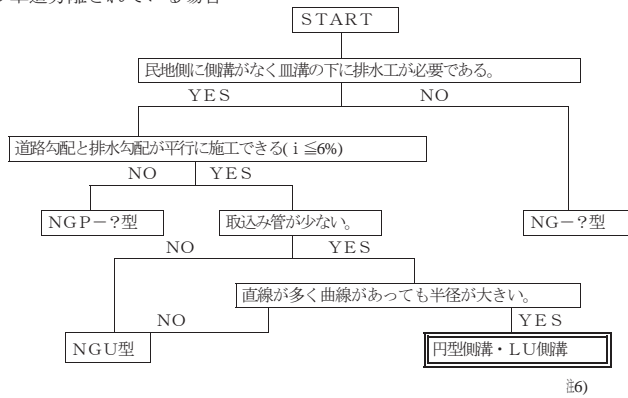 START
民地側に側溝がなく皿溝の下に排水工が必要である。
YES NO
道路勾配と排水勾配が平行に施工できる(i≦6%)
NO YES
NGP-?型 取込み管が少ない。 NG-?型
NO YES
直線が多く曲線があっても半径が大きい。
NO YES
NGU型 円型側溝・LU側溝
注6)